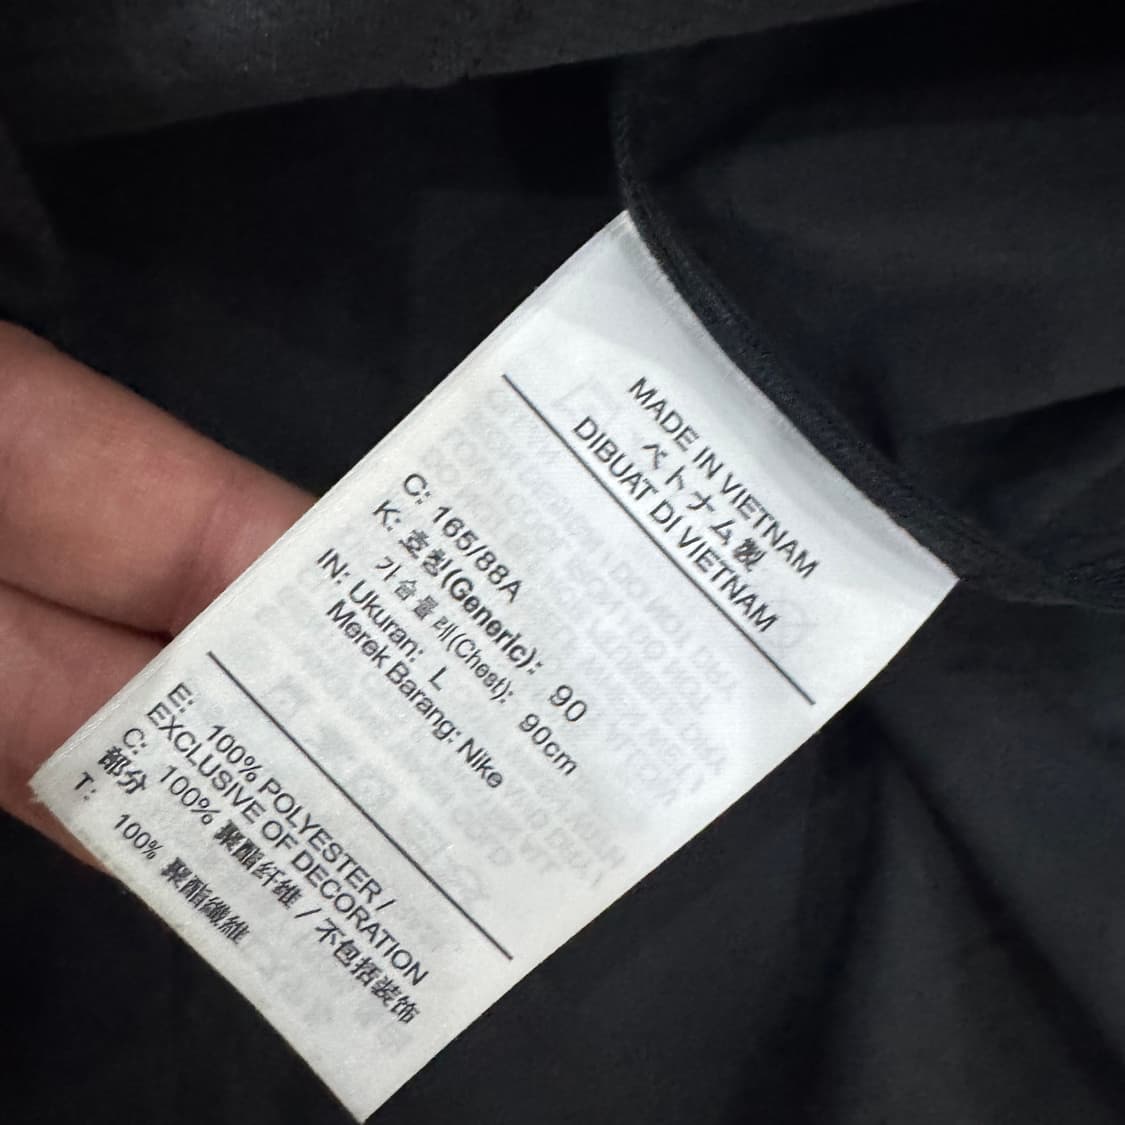 MADE IN VIETNAM
ベトナム製
DIBUAT DI VIETNAM
C: 165/88A
K: 호칭(Generic): 90
가슴둘레(Chest): 90cm
IN: Ukuran: L
Merek Barang: Nike
E: 100% POLYESTER /
EXCLUSIVE OF DECORATION
C: 100% 聚酯纤维 / 不包括装饰
部分
T: 100% 聚酯纖維